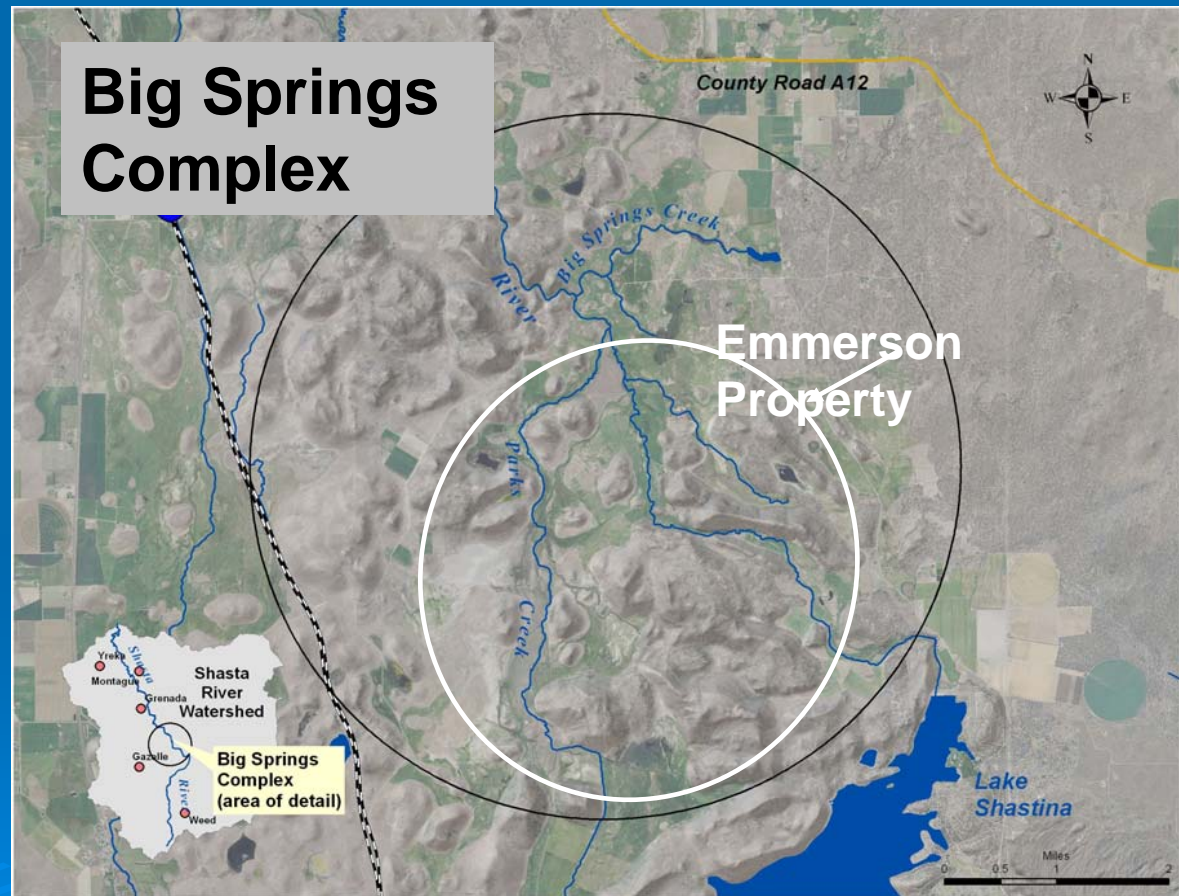 Big Springs
Complex
County Road A12
N
W E
S
Big Springs Creek
River
Emmerson
Property
Parks
Creek
Shasta
Yreka
Montague
Shasta
River
Watershed
Grenada
Gazelle
Big Springs
Complex
(area of detail)
River
Weed
Lake
Shastina
Miles
0 0.5 1 2